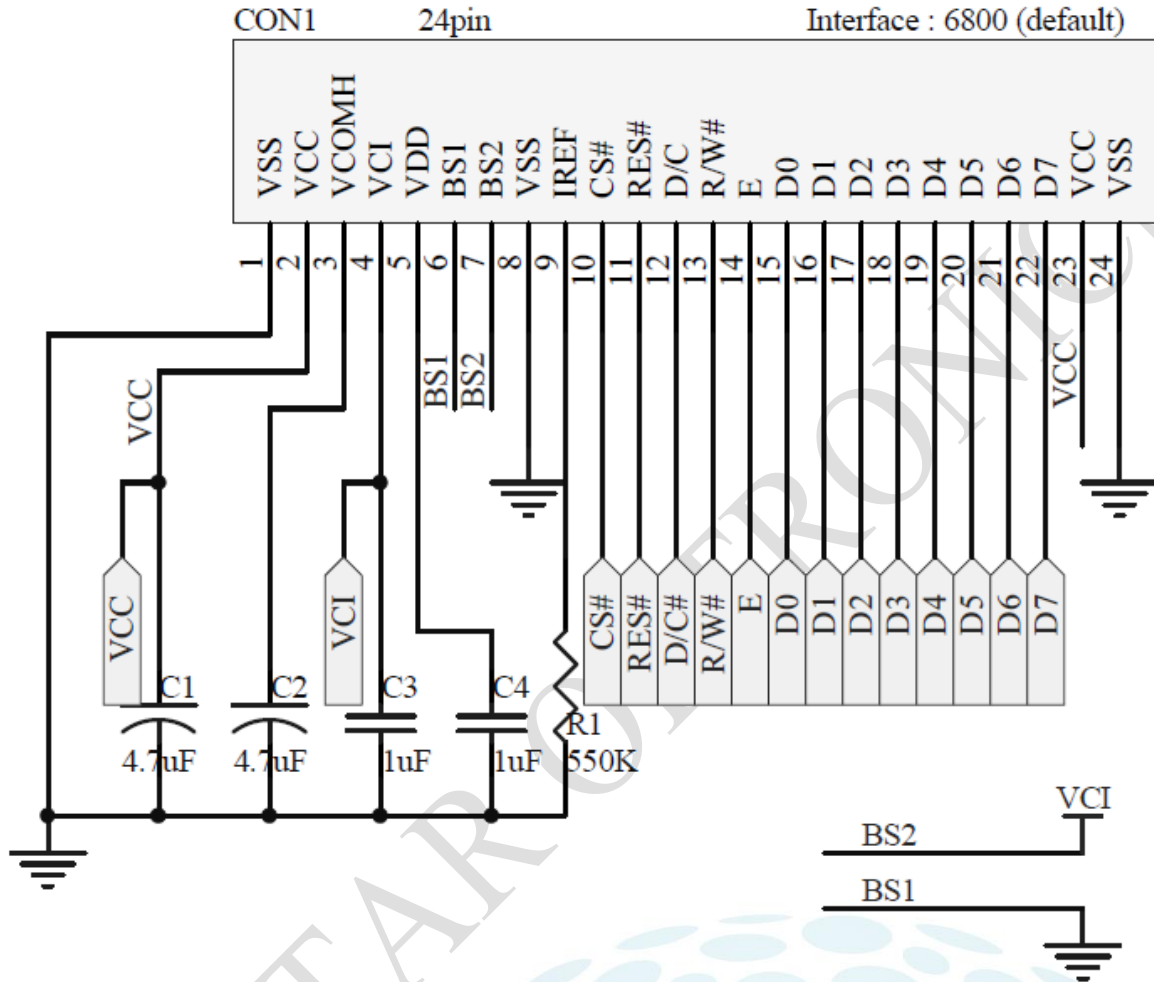 CON1 24pin Interface : 6800 (default)
VSS VCC VCOMH VCI VDD BS1 BS2 VSS IREF CS# RES# D/C R/W# E D0 D1 D2 D3 D4 D5 D6 D7 VCC VSS
1 2 3 4 5 6 7 8 9 10 11 12 13 14 15 16 17 18 19 20 21 22 23 24
VCC BS1 BS2 VCC
VCC VCI CS# RES# D/C# R/W# E D0 D1 D2 D3 D4 D5 D6 D7
C1 C2 C3 C4 R1
4.7uF 4.7uF 1uF 1uF 550K
VCI
BS2
BS1